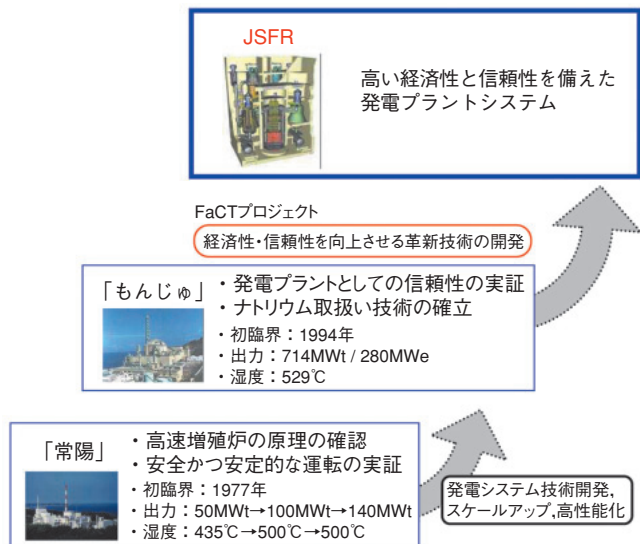 JSFR
高い経済性と信頼性を備えた
発電プラントシステム
FaCTプロジェクト
経済性・信頼性を向上させる革新技術の開発
「もんじゅ」
・発電プラントとしての信頼性の実証
・ナトリウム取扱い技術の確立
・初臨界：1994年
・出力：714MWt / 280MWe
・湿度：529℃
「常陽」
・高速増殖炉の原理の確認
・安全かつ安定的な運転の実証
・初臨界：1977年
・出力：50MWt→100MWt→140MWt
・湿度：435℃→500℃→500℃
発電システム技術開発,
スケールアップ,高性能化